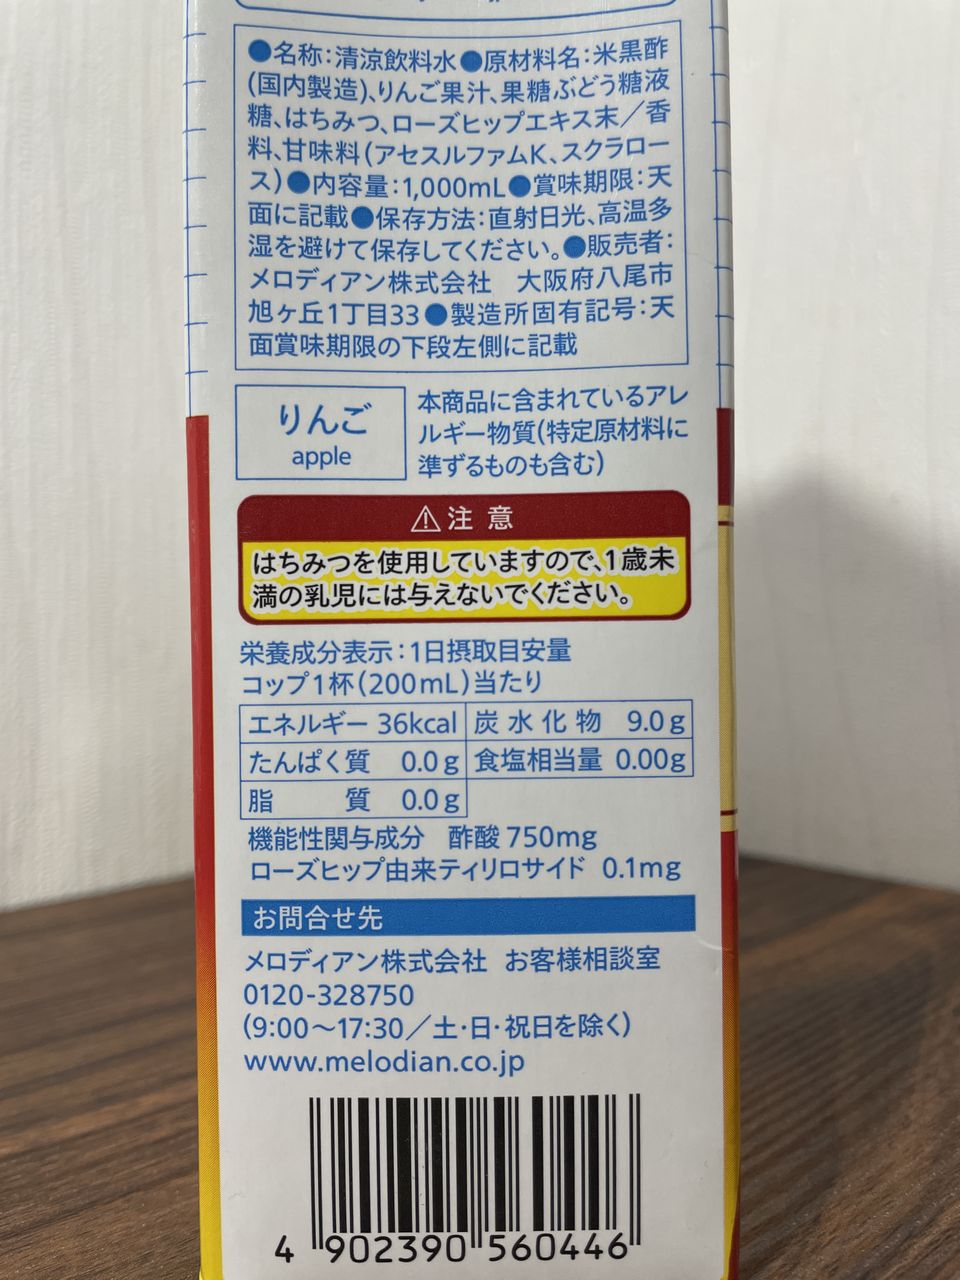 ●名称:清涼飲料水●原材料名:米黒酢
(国内製造)、りんご果汁、果糖ぶどう糖液
糖、はちみつ、ローズヒップエキス末／香
料、甘味料(アセスルファムK、スクラロー
ス)●内容量:1,000mL●賞味期限:天
面に記載●保存方法:直射日光、高温多
湿を避けて保存してください。●販売者:
メロディアン株式会社　大阪府八尾市
旭ヶ丘1丁目33●製造所固有記号:天
面賞味期限の下段左側に記載
りんご
apple
本商品に含まれているアレ
ルギー物質(特定原材料に
準ずるものも含む)
⚠注意
はちみつを使用していますので、1歳未
満の乳児には与えないでください。
栄養成分表示:1日摂取目安量
コップ1杯(200mL)当たり
エネルギー 36kcal 炭水化物 9.0g
たんぱく質 0.0g 食塩相当量 0.00g
脂質 0.0g
機能性関与成分　酢酸 750mg
ローズヒップ由来ティリロサイド 0.1mg
お問合せ先
メロディアン株式会社 お客様相談室
0120-328750
(9:00〜17:30／土・日・祝日を除く)
www.melodian.co.jp
4 902390 560446